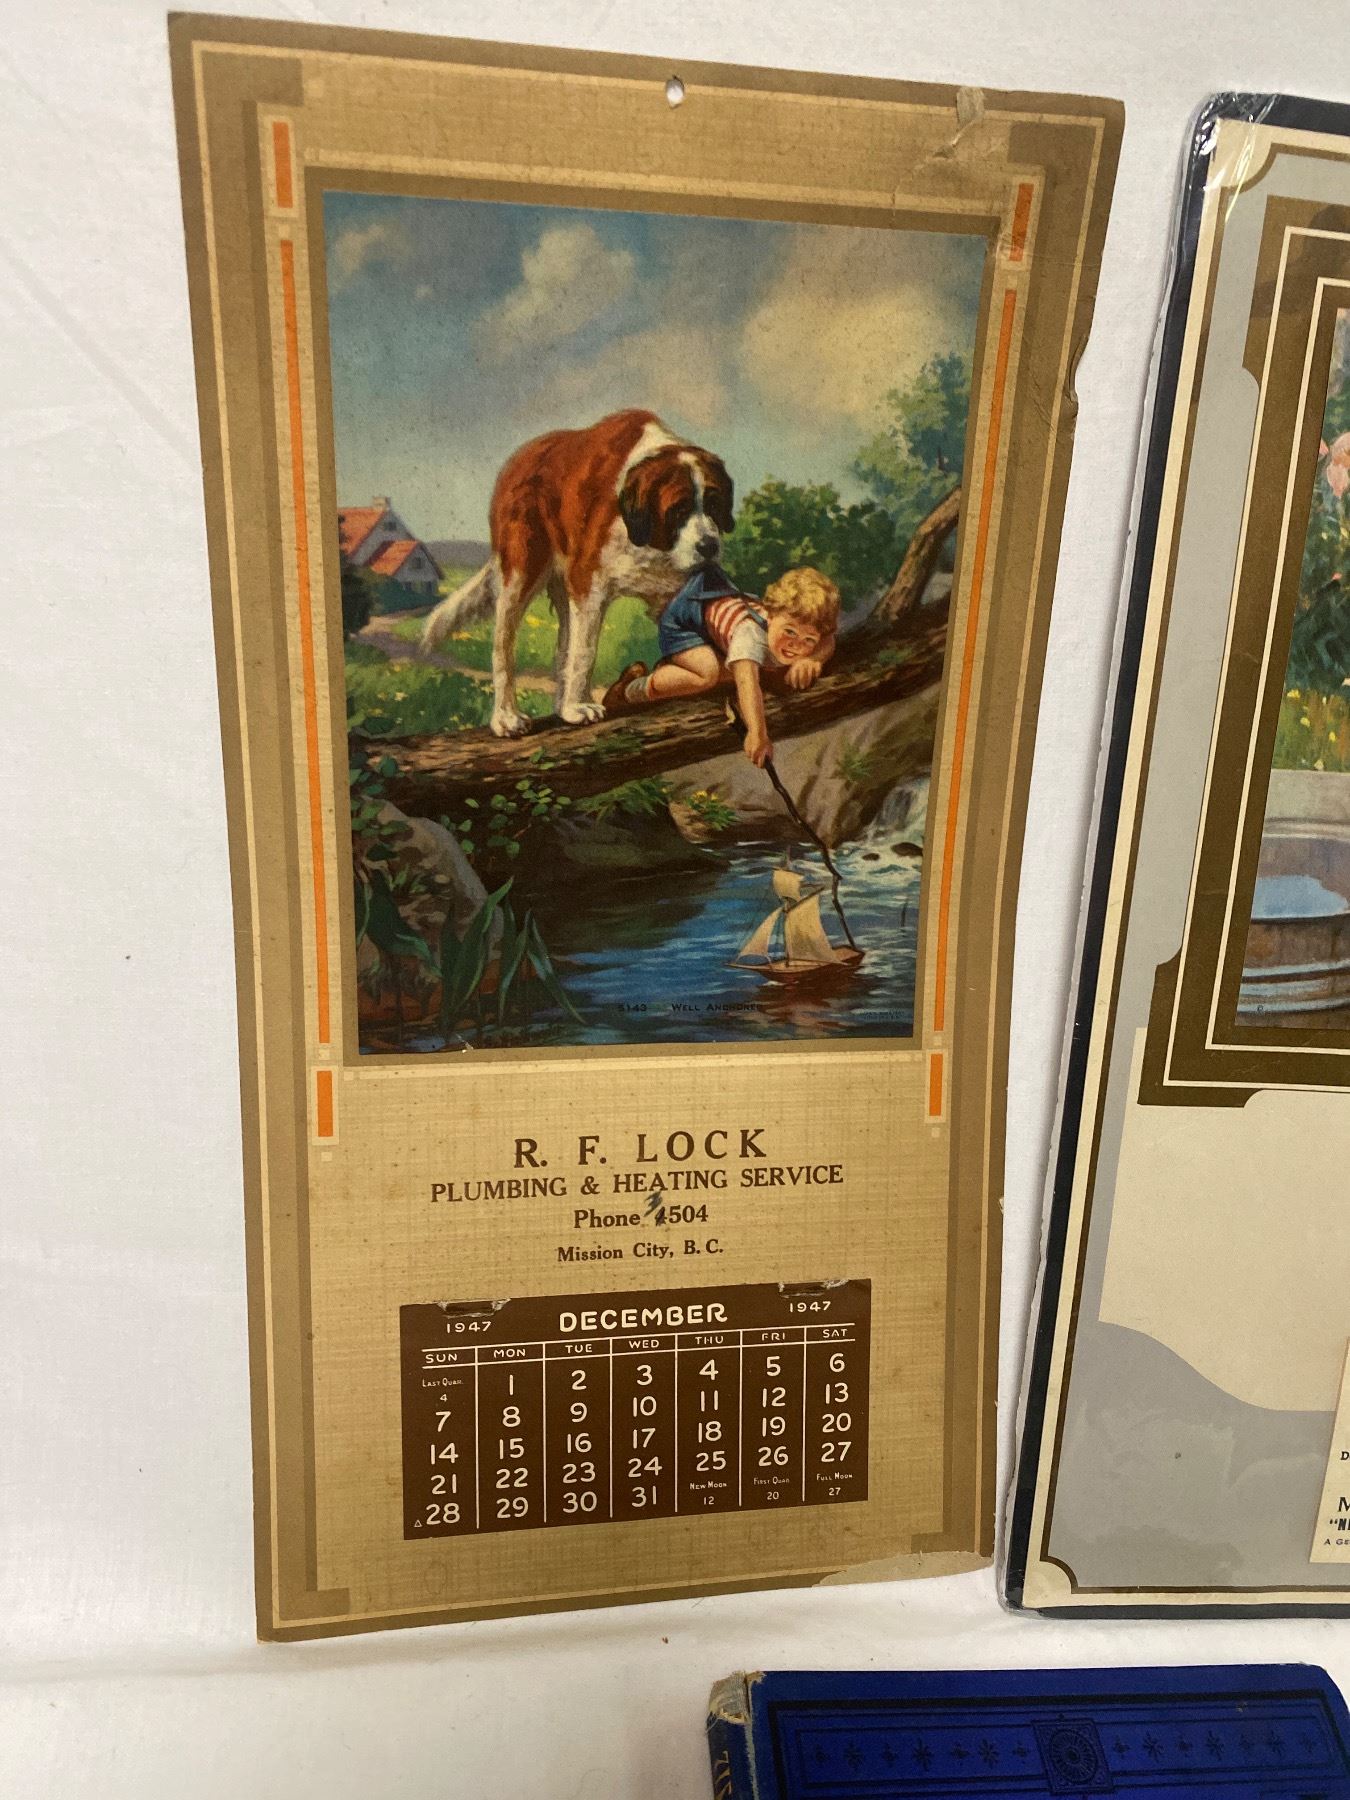 5143 WELL ANCHORED
R. F. LOCK
PLUMBING & HEATING SERVICE
Phone 34504
Mission City, B. C.
1947 DECEMBER 1947
SUN MON TUE WED THU FRI SAT
LAST QUAR. 4 1 2 3 4 5 6
7 8 9 10 11 12 13
14 15 16 17 18 19 20
21 22 23 24 25 26 27
△28 29 30 31 NEW MOON 12 FIRST QUAR 20 FULL MOON 27